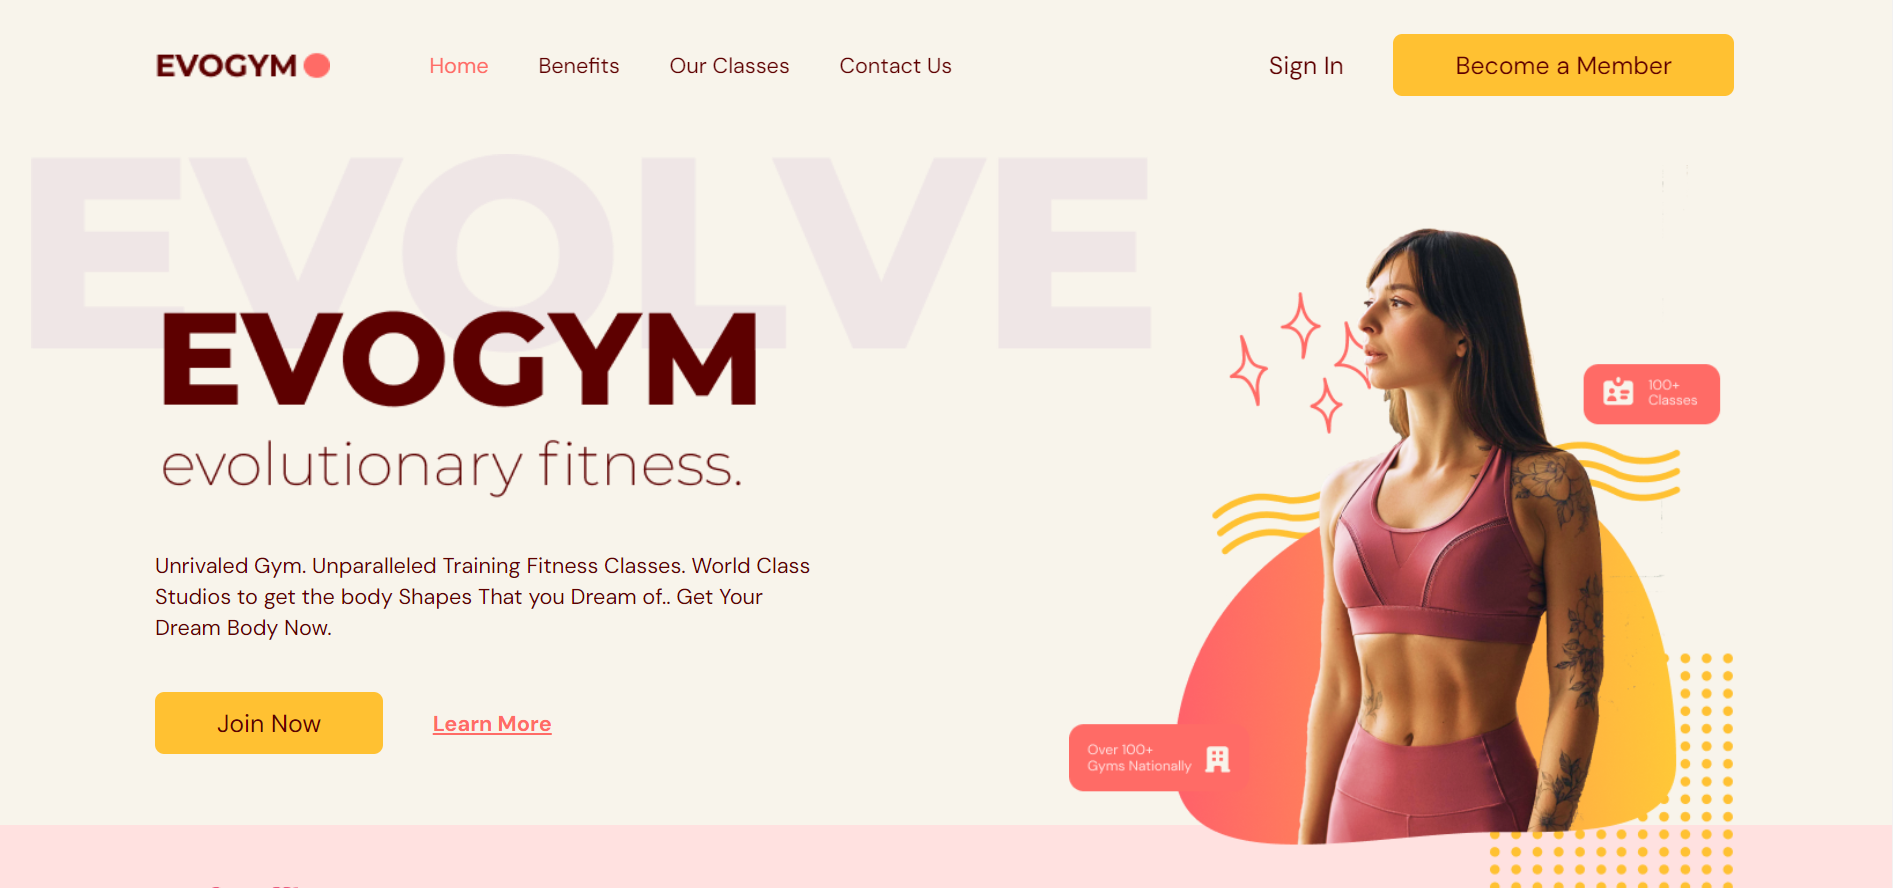 EVOGYM
Home
Benefits
Our Classes
Contact Us
Sign In
Become a Member
EVOLVE
EVOGYM
evolutionary fitness.
Unrivaled Gym. Unparalleled Training Fitness Classes. World Class
Studios to get the body Shapes That you Dream of.. Get Your
Dream Body Now.
Join Now
Learn More
100+
Classes
Over 100+
Gyms Nationally